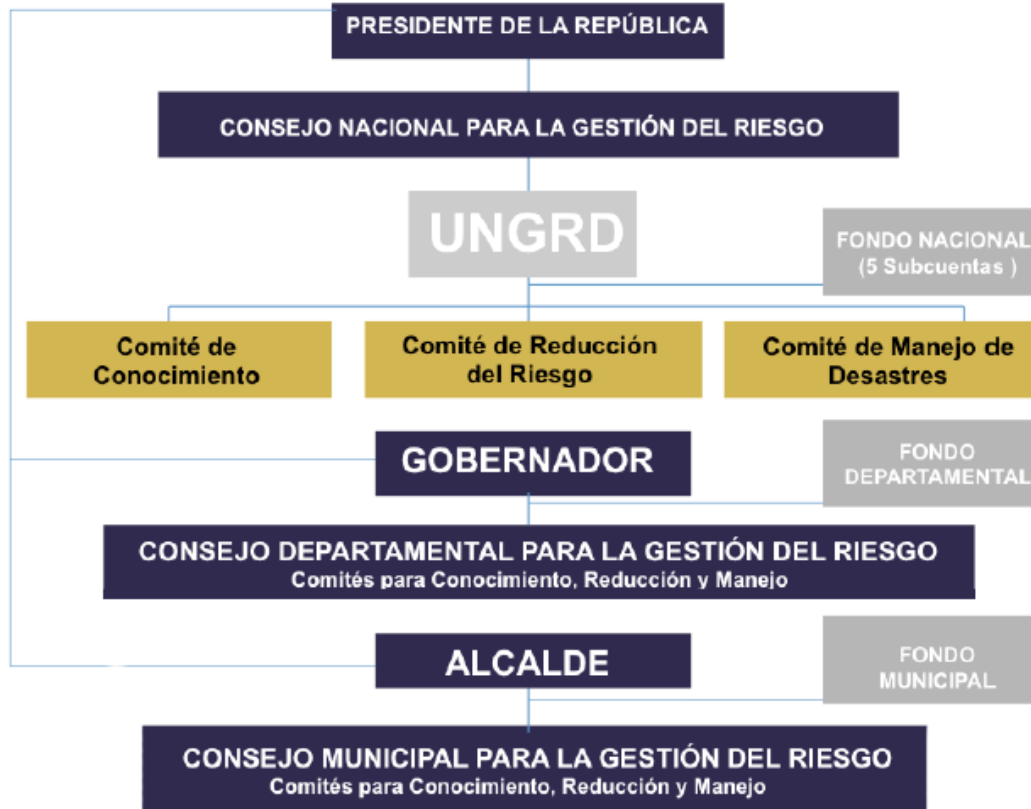 PRESIDENTE DE LA REPÚBLICA
CONSEJO NACIONAL PARA LA GESTIÓN DEL RIESGO
UNGRD
FONDO NACIONAL
(5 Subcuentas )
Comité de
Conocimiento
Comité de Reducción
del Riesgo
Comité de Manejo de
Desastres
GOBERNADOR
FONDO
DEPARTAMENTAL
CONSEJO DEPARTAMENTAL PARA LA GESTIÓN DEL RIESGO
Comités para Conocimiento, Reducción y Manejo
ALCALDE
FONDO
MUNICIPAL
CONSEJO MUNICIPAL PARA LA GESTIÓN DEL RIESGO
Comités para Conocimiento, Reducción y Manejo